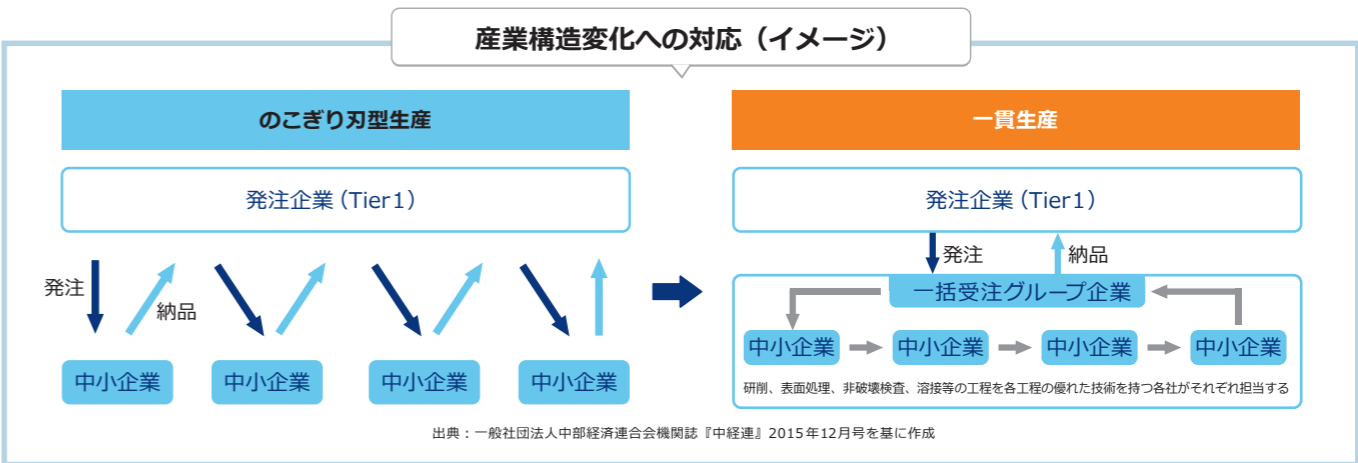 産業構造変化への対応（イメージ）
のこぎり刃型生産
発注企業（Tier1）
発注
納品
中小企業
中小企業
中小企業
中小企業
一貫生産
発注企業（Tier1）
発注
納品
一括受注グループ企業
中小企業
中小企業
中小企業
中小企業
研削、表面処理、非破壊検査、溶接等の工程を各工程の優れた技術を持つ各社がそれぞれ担当する
出典：一般社団法人中部経済連合会機関誌『中経連』2015年12月号を基に作成